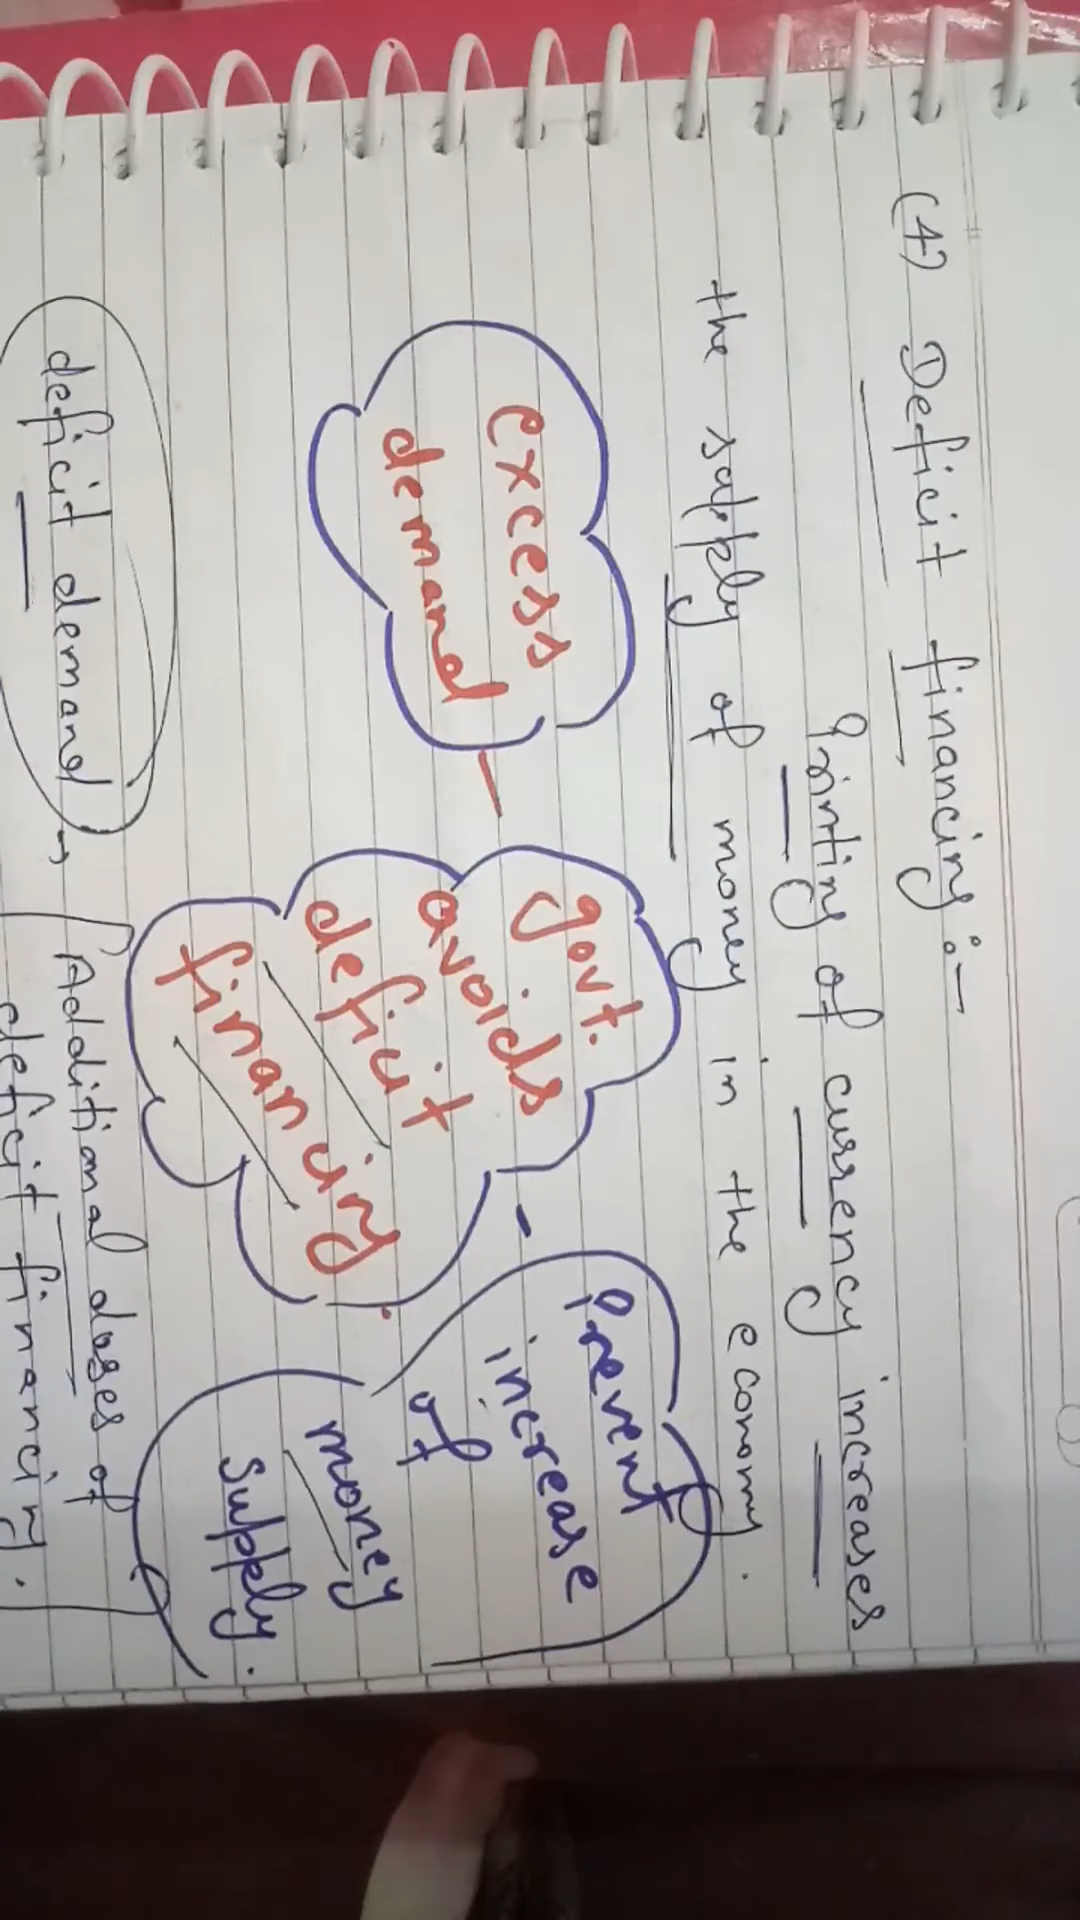 (4) Deficit financing :-
Printing of currency increases
the supply of money in the economy.
excess
demand
govt.
avoids
deficit
financing
Prevent
increase
of
money
supply.
deficit demand → Additional doses of
deficit financing.